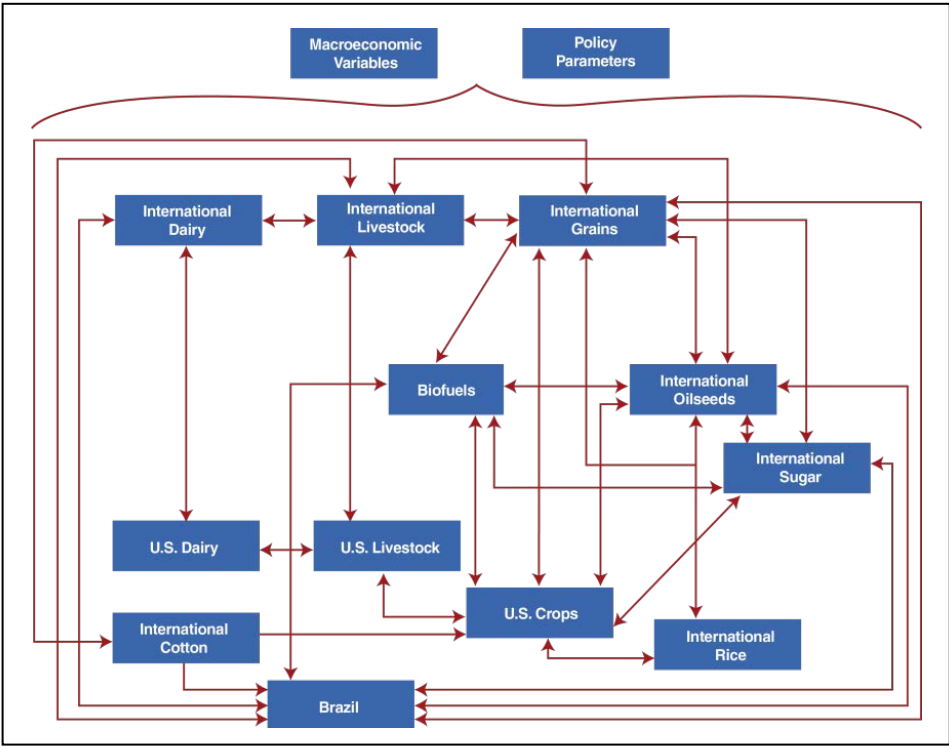 Macroeconomic
Variables
Policy
Parameters
International
Dairy
International
Livestock
International
Grains
Biofuels
International
Oilseeds
International
Sugar
U.S. Dairy
U.S. Livestock
U.S. Crops
International
Cotton
International
Rice
Brazil